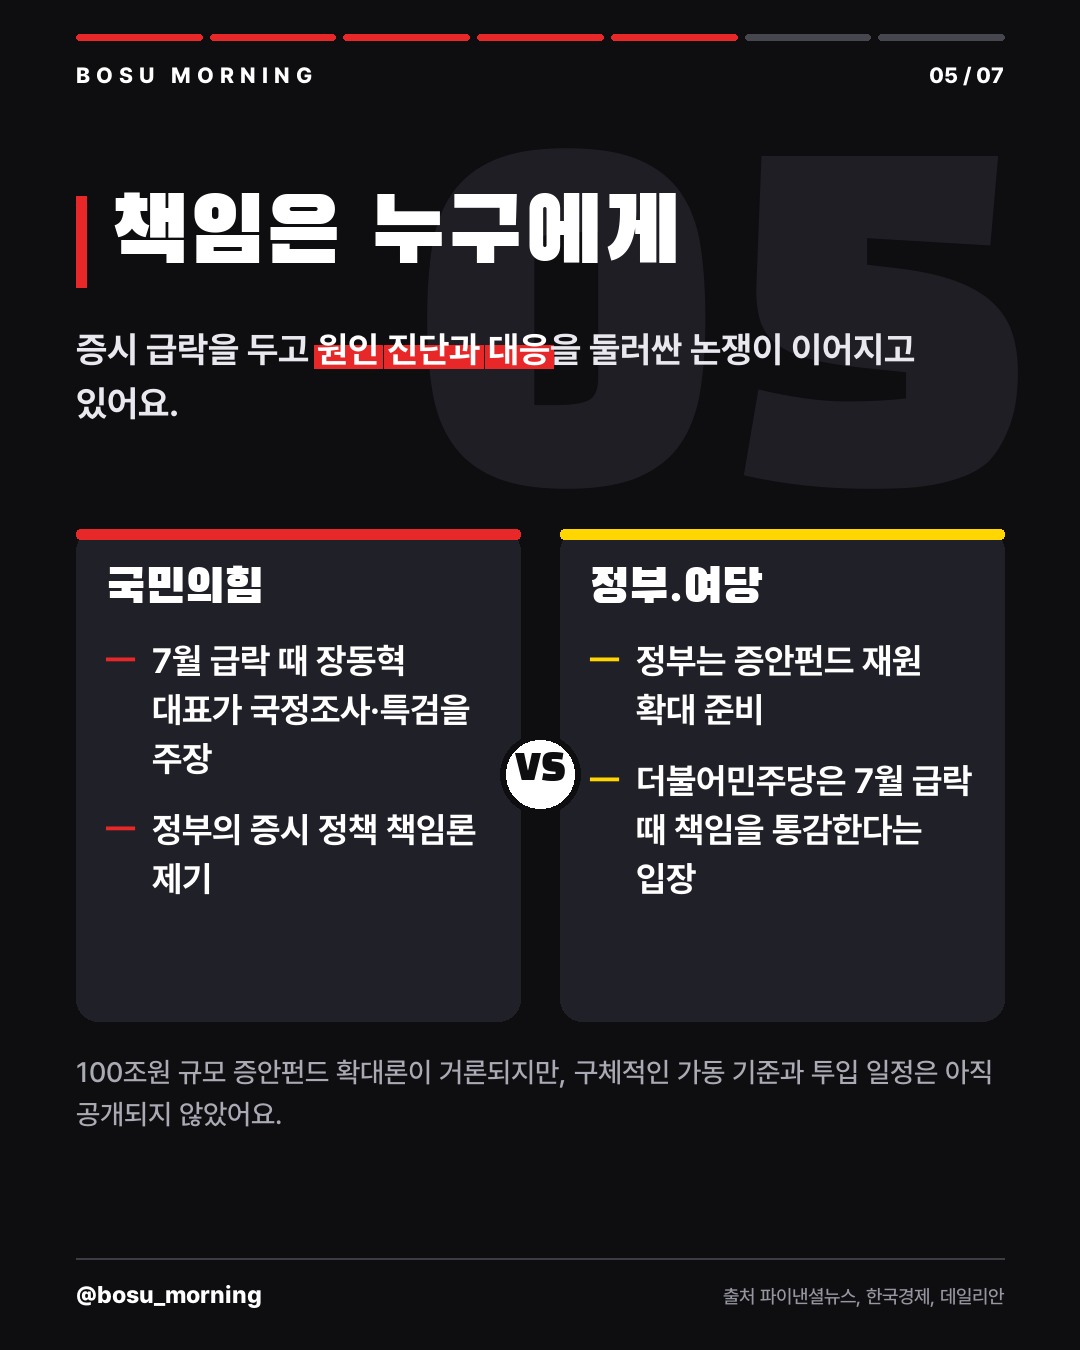 BOSU MORNING
05 / 07
05
책임은 누구에게
증시 급락을 두고 원인 진단과 대응을 둘러싼 논쟁이 이어지고
있어요.
국민의힘
— 7월 급락 때 장동혁
대표가 국정조사·특검을
주장
— 정부의 증시 정책 책임론
제기
VS
정부.여당
— 정부는 증안펀드 재원
확대 준비
— 더불어민주당은 7월 급락
때 책임을 통감한다는
입장
100조원 규모 증안펀드 확대론이 거론되지만, 구체적인 가동 기준과 투입 일정은 아직
공개되지 않았어요.
@bosu_morning
출처 파이낸셜뉴스, 한국경제, 데일리안